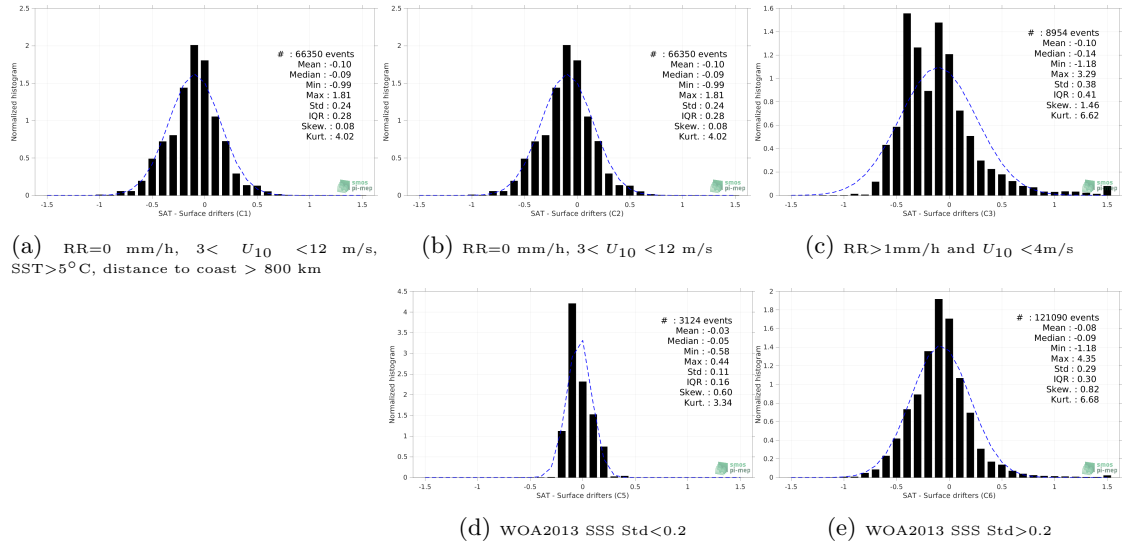 2.5
2
1.5
1
0.5
0
Normalized histogram
# : 66350 events
Mean : -0.10
Median : -0.09
Min : -0.99
Max : 1.81
Std : 0.24
IQR : 0.28
Skew. : 0.08
Kurt. : 4.02
smos
pi-mep
-1.5 -1 -0.5 0 0.5 1 1.5
SAT - Surface drifters (C1)
(a) RR=0 mm/h, 3< U10 <12 m/s,
SST>5°C, distance to coast > 800 km
2.5
2
1.5
1
0.5
0
Normalized histogram
# : 66350 events
Mean : -0.10
Median : -0.09
Min : -0.99
Max : 1.81
Std : 0.24
IQR : 0.28
Skew. : 0.08
Kurt. : 4.02
smos
pi-mep
-1.5 -1 -0.5 0 0.5 1 1.5
SAT - Surface drifters (C2)
(b) RR=0 mm/h, 3< U10 <12 m/s
1.6
1.4
1.2
1
0.8
0.6
0.4
0.2
0
Normalized histogram
# : 8954 events
Mean : -0.10
Median : -0.14
Min : -1.18
Max : 3.29
Std : 0.38
IQR : 0.41
Skew. : 1.46
Kurt. : 6.62
smos
pi-mep
-1.5 -1 -0.5 0 0.5 1 1.5
SAT - Surface drifters (C3)
(c) RR>1mm/h and U10 <4m/s
4.5
4
3.5
3
2.5
2
1.5
1
0.5
0
Normalized histogram
# : 3124 events
Mean : -0.03
Median : -0.05
Min : -0.58
Max : 0.44
Std : 0.11
IQR : 0.16
Skew. : 0.60
Kurt. : 3.34
smos
pi-mep
-1.5 -1 -0.5 0 0.5 1 1.5
SAT - Surface drifters (C5)
(d) WOA2013 SSS Std<0.2
2
1.8
1.6
1.4
1.2
1
0.8
0.6
0.4
0.2
0
Normalized histogram
# : 121090 events
Mean : -0.08
Median : -0.09
Min : -1.18
Max : 4.35
Std : 0.29
IQR : 0.30
Skew. : 0.82
Kurt. : 6.68
smos
pi-mep
-1.5 -1 -0.5 0 0.5 1 1.5
SAT - Surface drifters (C6)
(e) WOA2013 SSS Std>0.2